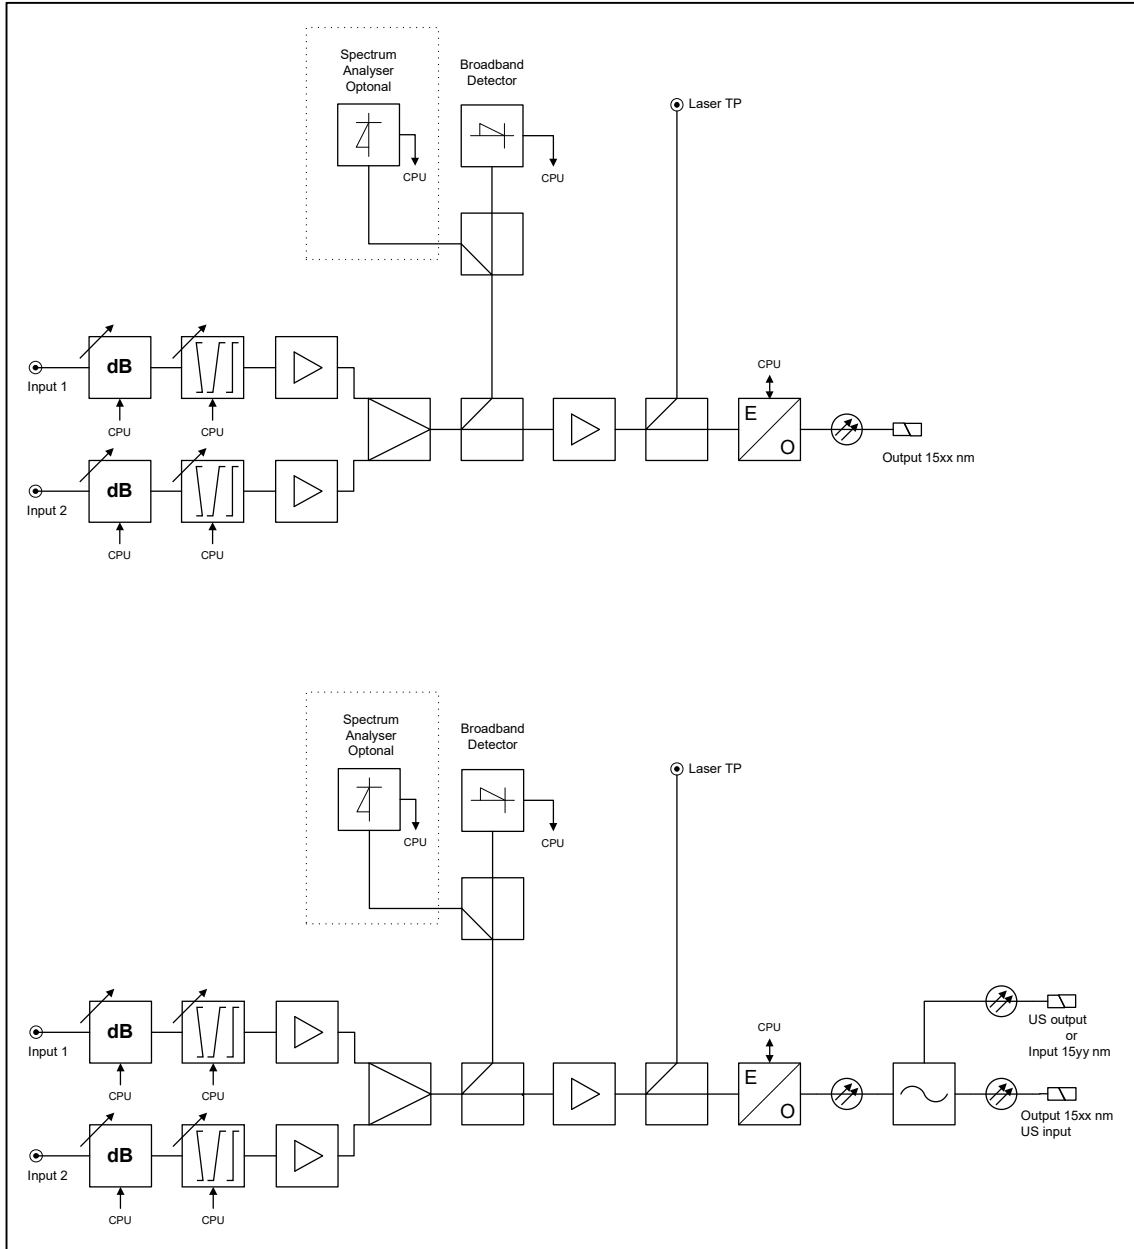 Spectrum
Analyser
Optonal
Broadband
Detector
Laser TP
CPU
CPU
dB
Input 1
CPU
CPU
CPU
E
O
Output 15xx nm
dB
Input 2
CPU
CPU
Spectrum
Analyser
Optonal
Broadband
Detector
Laser TP
CPU
CPU
US output
or
Input 15yy nm
dB
Input 1
CPU
CPU
CPU
E
O
Output 15xx nm
US input
dB
Input 2
CPU
CPU